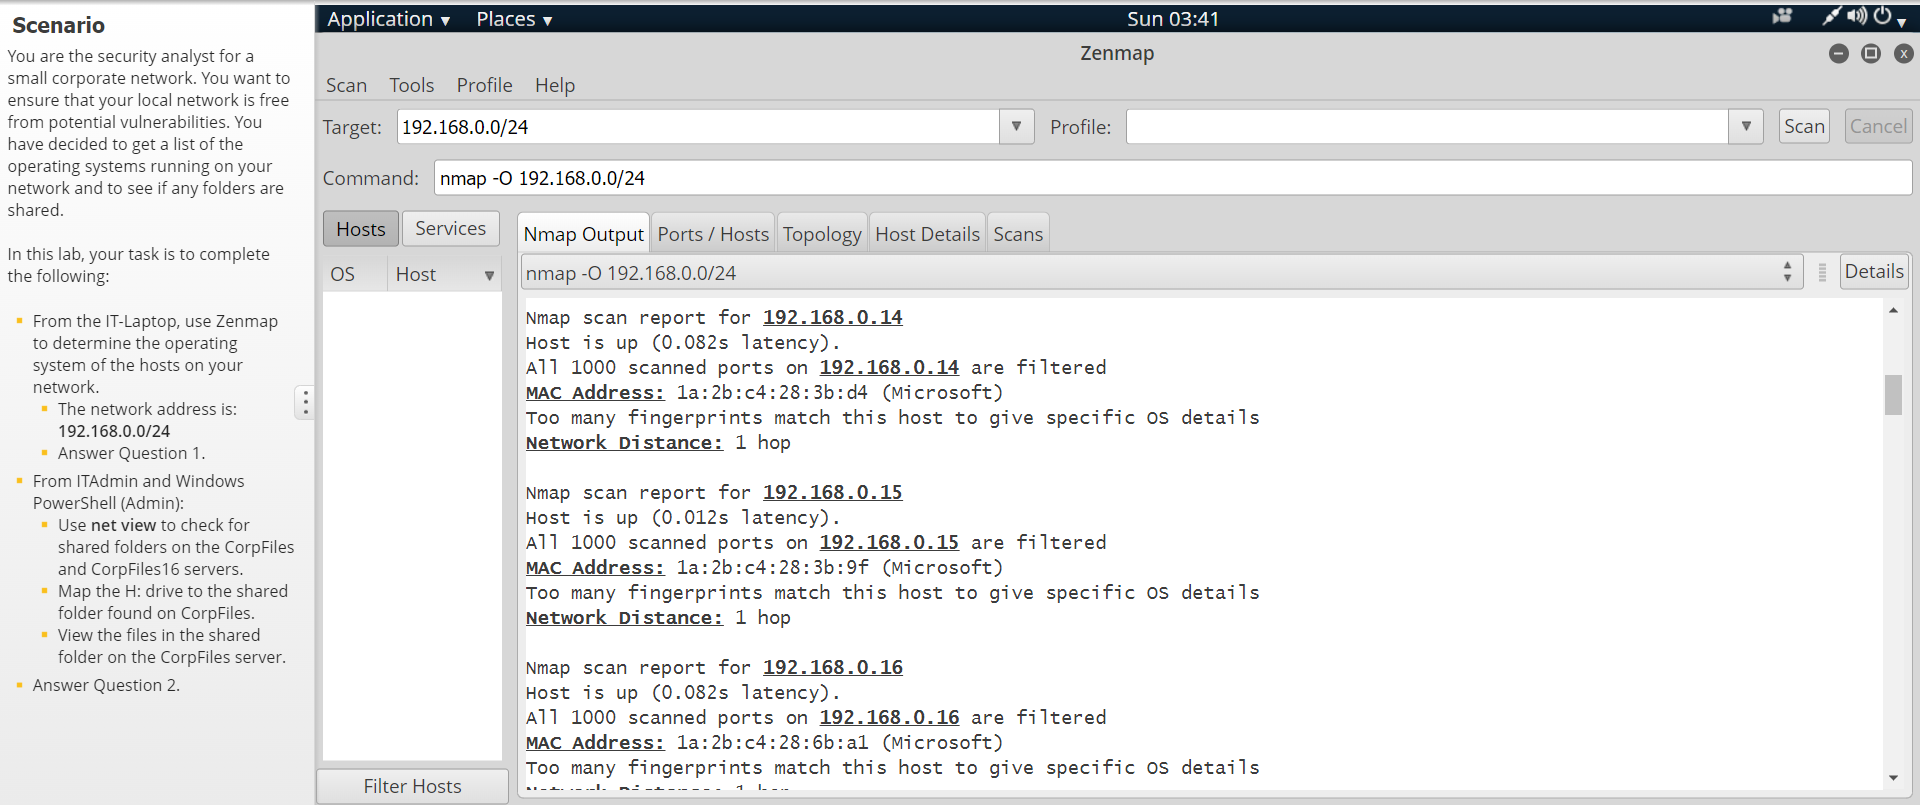 Scenario
You are the security analyst for a
small corporate network. You want to
ensure that your local network is free
from potential vulnerabilities. You
have decided to get a list of the
operating systems running on your
network and to see if any folders are
shared.
In this lab, your task is to complete
the following:
From the IT-Laptop, use Zenmap
to determine the operating
system of the hosts on your
network.
The network address is:
192.168.0.0/24
Answer Question 1.
From ITAdmin and Windows
PowerShell (Admin):
Use net view to check for
shared folders on the CorpFiles
and CorpFiles16 servers.
Map the H: drive to the shared
folder found on CorpFiles.
View the files in the shared
folder on the CorpFiles server.
Answer Question 2.
Application Places Sun 03:41
Zenmap
Scan Tools Profile Help
Target: 192.168.0.0/24 Profile: Scan Cancel
Command: nmap -O 192.168.0.0/24
Hosts Services
Nmap Output Ports / Hosts Topology Host Details Scans
OS Host
nmap -O 192.168.0.0/24 Details
Nmap scan report for 192.168.0.14
Host is up (0.082s latency).
All 1000 scanned ports on 192.168.0.14 are filtered
MAC Address: 1a:2b:c4:28:3b:d4 (Microsoft)
Too many fingerprints match this host to give specific OS details
Network Distance: 1 hop
Nmap scan report for 192.168.0.15
Host is up (0.012s latency).
All 1000 scanned ports on 192.168.0.15 are filtered
MAC Address: 1a:2b:c4:28:3b:9f (Microsoft)
Too many fingerprints match this host to give specific OS details
Network Distance: 1 hop
Nmap scan report for 192.168.0.16
Host is up (0.082s latency).
All 1000 scanned ports on 192.168.0.16 are filtered
MAC Address: 1a:2b:c4:28:6b:a1 (Microsoft)
Too many fingerprints match this host to give specific OS details
Network Distance: 1 hop
Filter Hosts